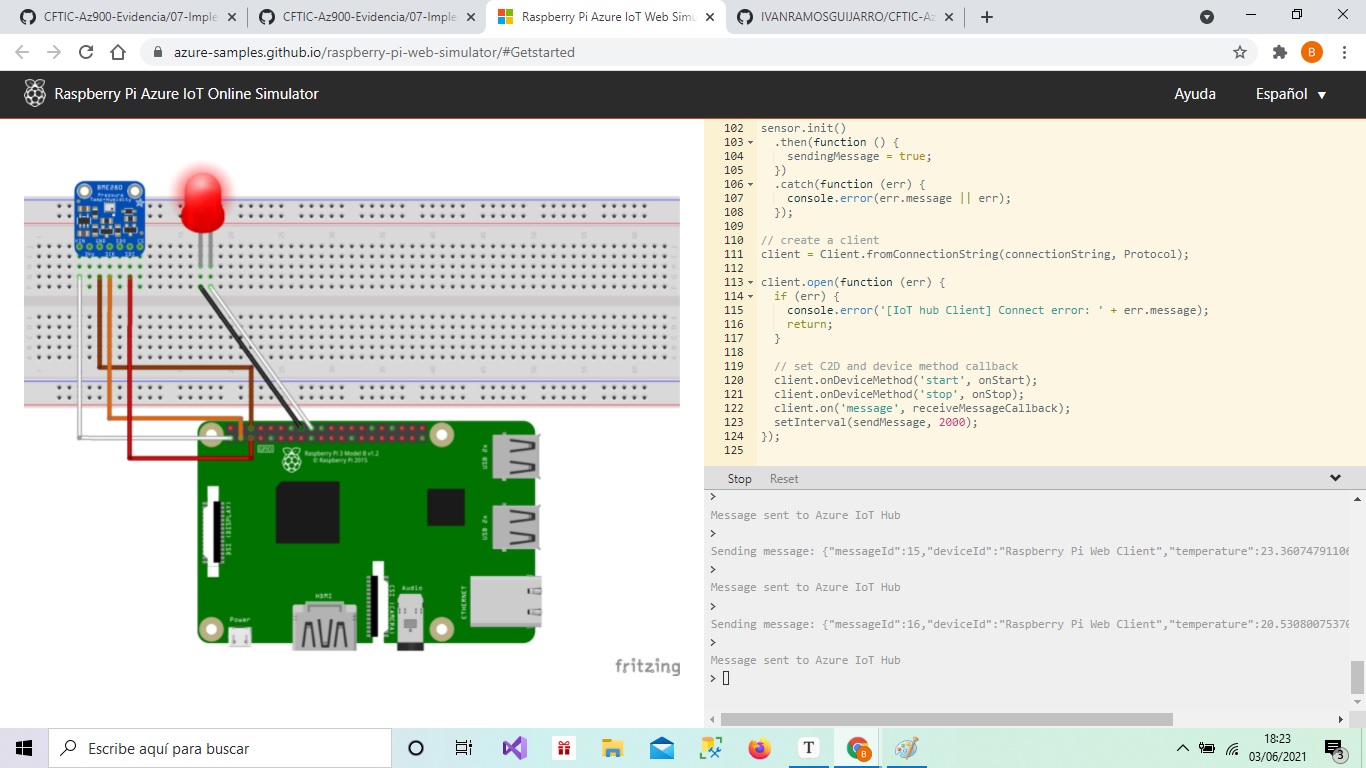 CFTIC-Az900-Evidencia/07-Imple
CFTIC-Az900-Evidencia/07-Imple
Raspberry Pi Azure IoT Web Simu
IVANRAMOSGUIJARRO/CFTIC-Az
azure-samples.github.io/raspberry-pi-web-simulator/#Getstarted
B
Raspberry Pi Azure IoT Online Simulator
Ayuda
Español ▼
BME280
Pressure
Temp+Humidity
GPIO
Raspberry Pi 3 Model B v1.2
© Raspberry Pi 2015
USB 2x
USB 2x
DSI (DISPLAY)
CSI (CAMERA)
Audio
ETHERNET
HDMI
Power
fritzing
102 sensor.init()
103 .then(function () {
104 sendingMessage = true;
105 })
106 .catch(function (err) {
107 console.error(err.message || err);
108 });
109
110 // create a client
111 client = Client.fromConnectionString(connectionString, Protocol);
112
113 client.open(function (err) {
114 if (err) {
115 console.error('[IoT hub Client] Connect error: ' + err.message);
116 return;
117 }
118
119 // set C2D and device method callback
120 client.onDeviceMethod('start', onStart);
121 client.onDeviceMethod('stop', onStop);
122 client.on('message', receiveMessageCallback);
123 setInterval(sendMessage, 2000);
124 });
125
Stop Reset
>
Message sent to Azure IoT Hub
>
Sending message: {"messageId":15,"deviceId":"Raspberry Pi Web Client","temperature":23.36074791106
>
Message sent to Azure IoT Hub
>
Sending message: {"messageId":16,"deviceId":"Raspberry Pi Web Client","temperature":20.53080075370
>
Message sent to Azure IoT Hub
>
Escribe aquí para buscar
T
B
18:23
03/06/2021
3